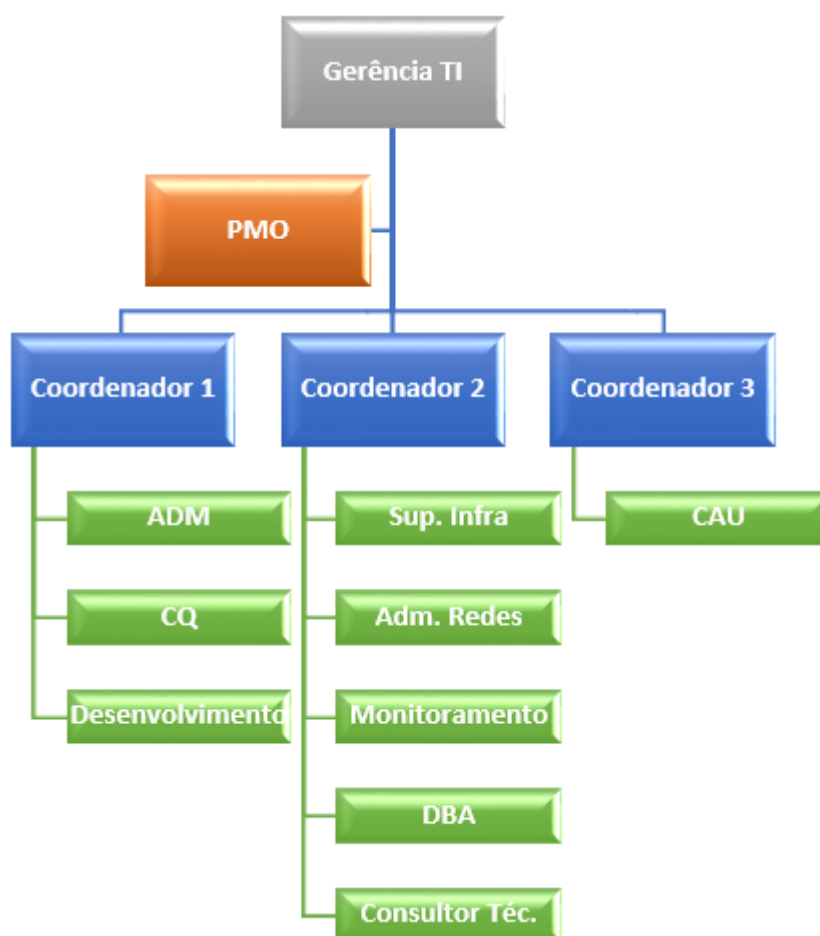 Gerência TI
PMO
Coordenador 1
Coordenador 2
Coordenador 3
ADM
Sup. Infra
CAU
CQ
Adm. Redes
Desenvolvimento
Monitoramento
DBA
Consultor Téc.